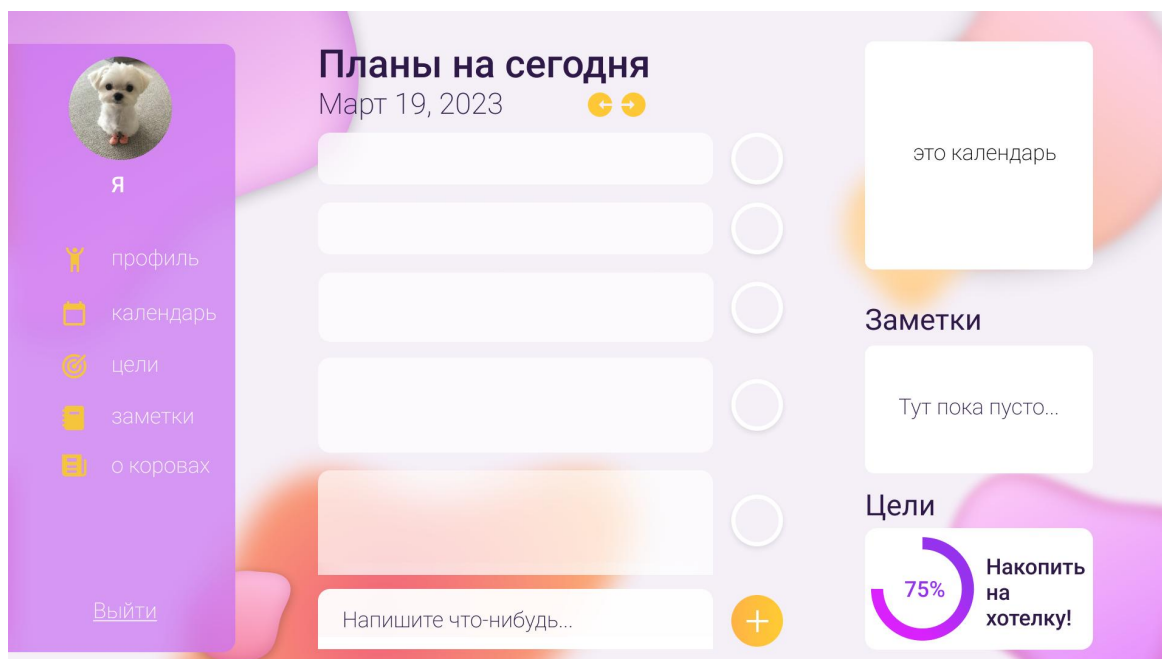 я
профиль
календарь
цели
заметки
о коровах
Выйти
Планы на сегодня
Март 19, 2023
Напишите что-нибудь...
это календарь
Заметки
Тут пока пусто...
Цели
75%
Накопить
на
хотелку!